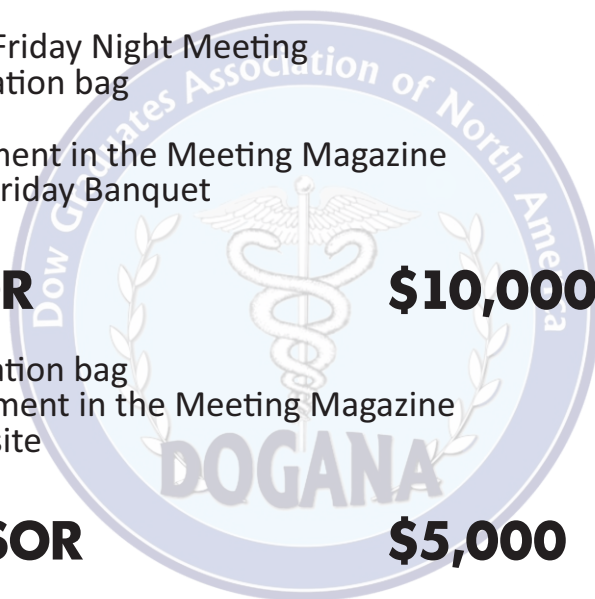 Friday Night Meeting
ation bag
ment in the Meeting Magazine
riday Banquet
R $10,000
ation bag
ment in the Meeting Magazine
site
SOR $5,000
Dow Graduates Association of North America
DOGANA